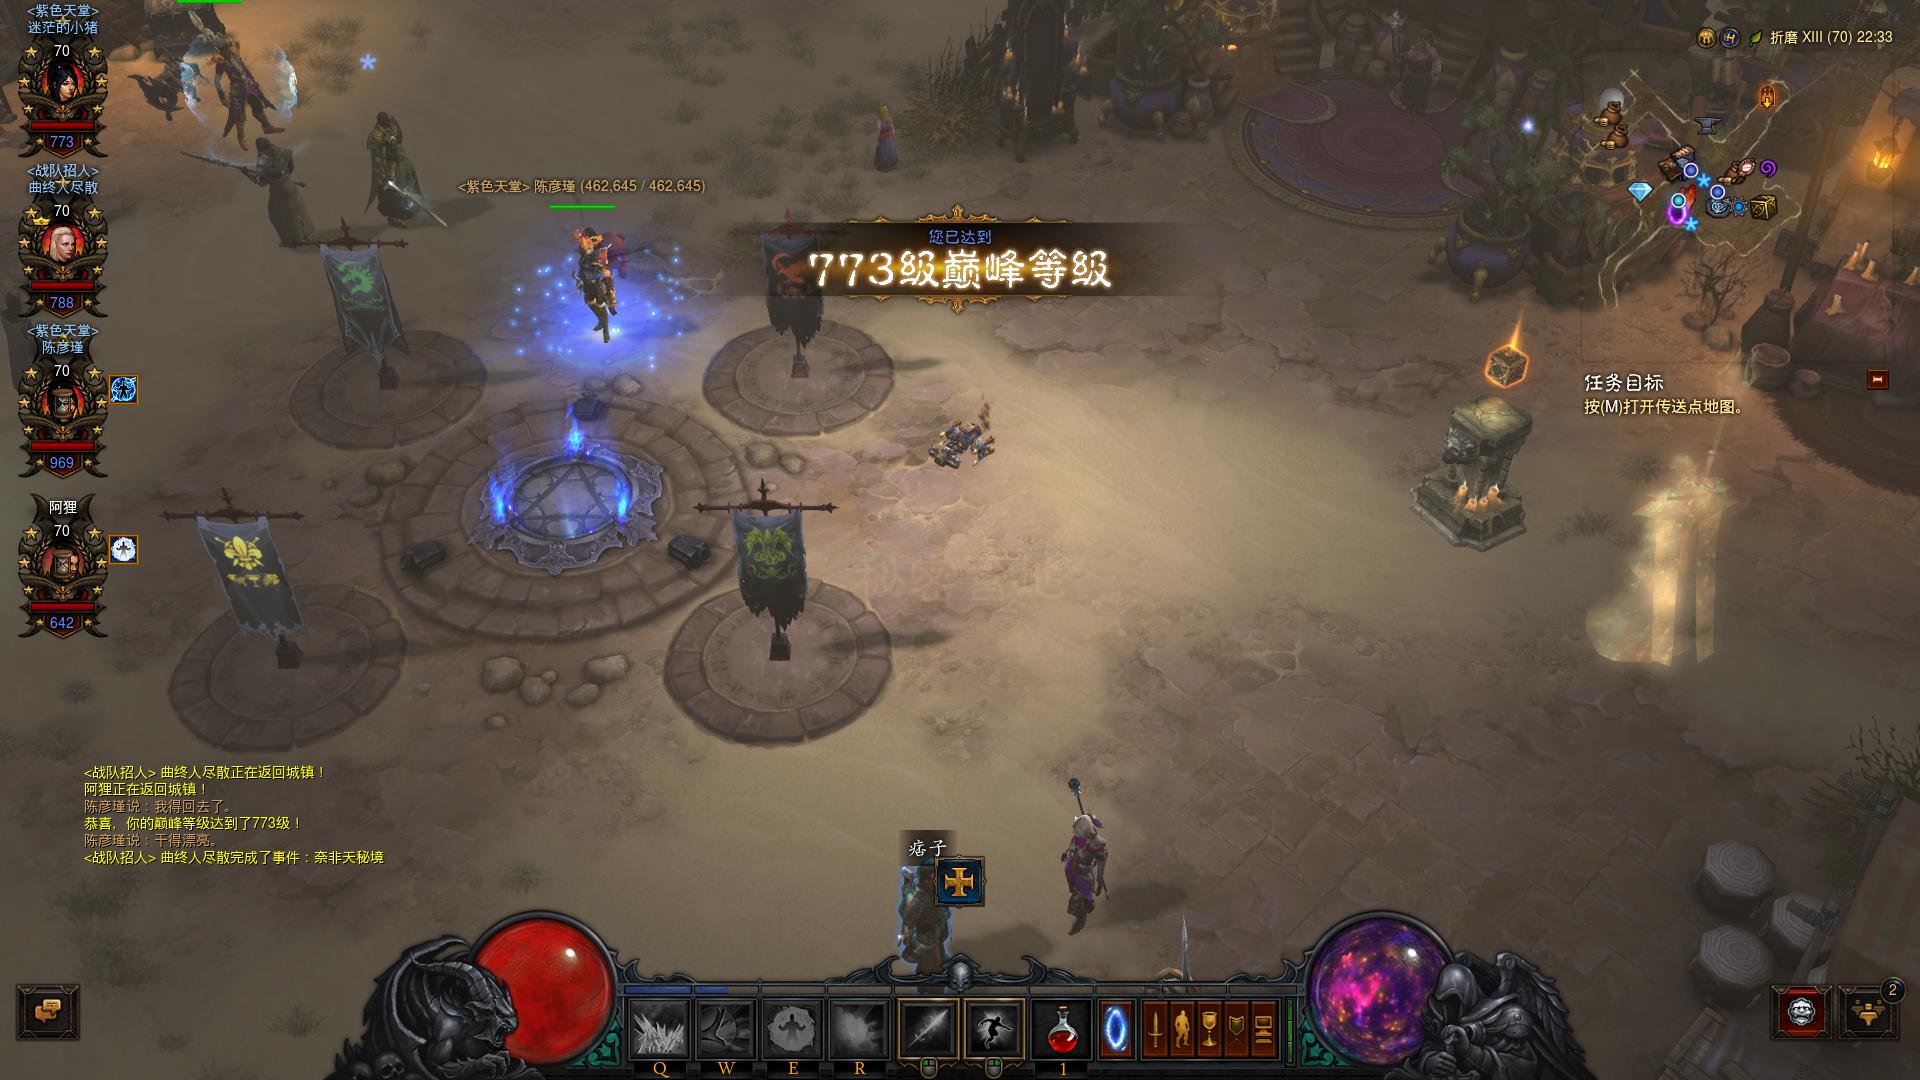 <紫色天堂>
迷茫的小猪
70
773
<战队招人>
曲终人尽散
70
788
<紫色天堂>
陈彦瑾
70
969
阿狸
70
642
<紫色天堂> 陈彦瑾 (462,645 / 462,645)
您已达到
773级巅峰等级
折磨 XIII (70) 22:33
任务目标
按(M)打开传送点地图。
<战队招人> 曲终人尽散正在返回城镇！
阿狸正在返回城镇！
陈彦瑾说：我得回去了。
恭喜，你的巅峰等级达到了773级！
陈彦瑾说：干得漂亮。
<战队招人> 曲终人尽散完成了事件：奈非天秘境
痞子
Q
W
E
R
1
2